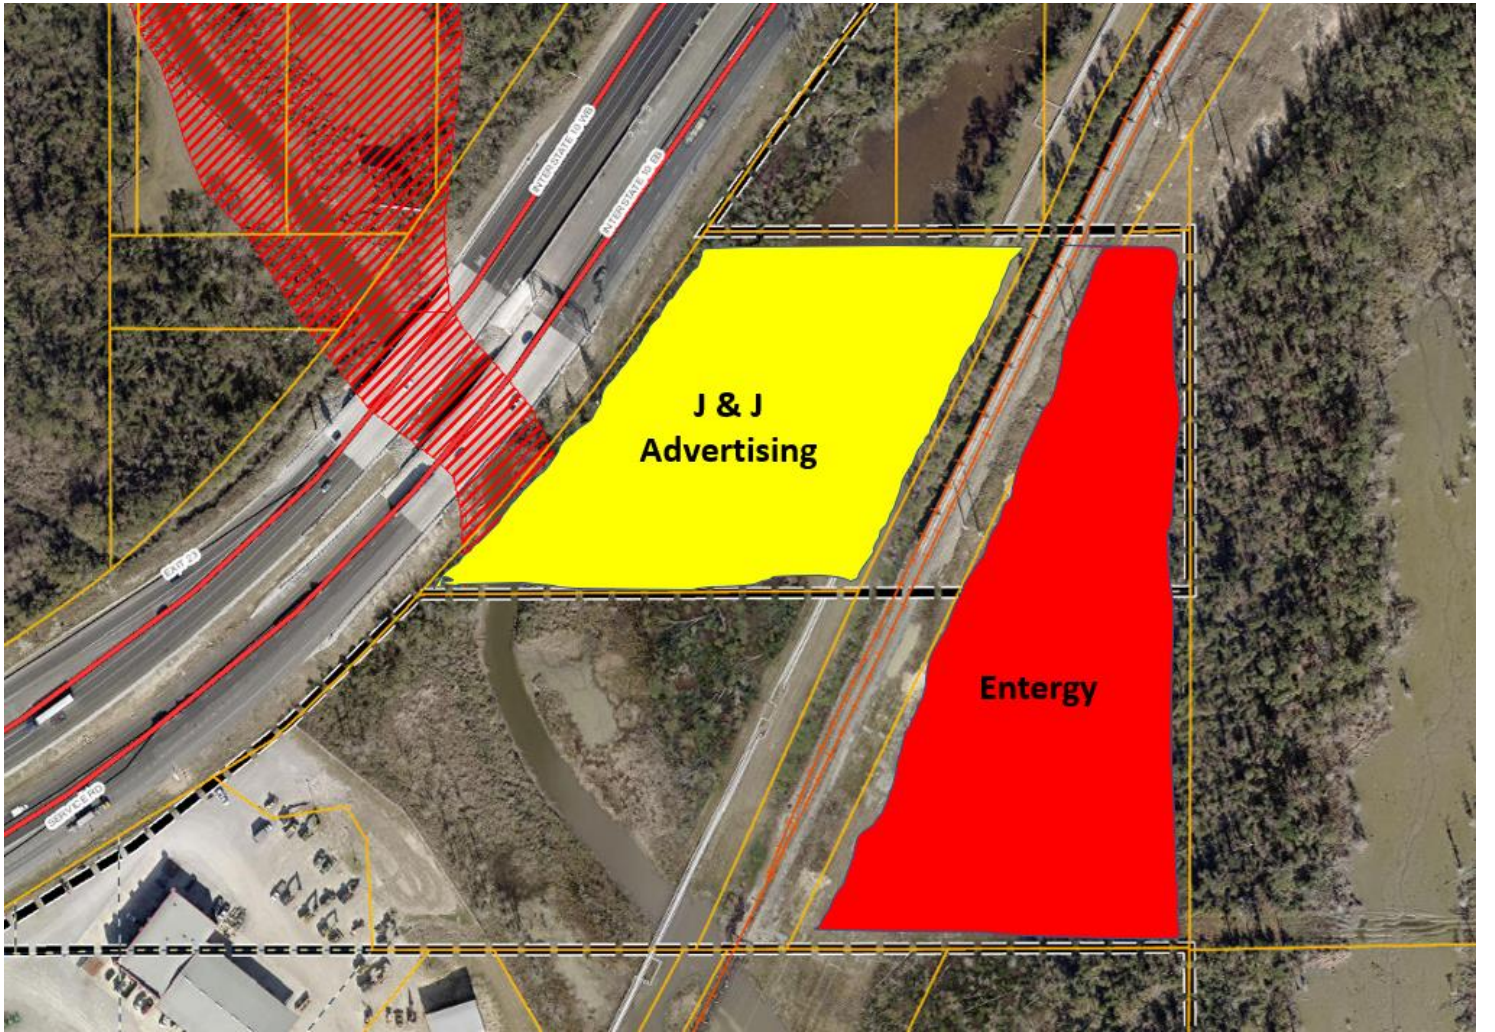 INTERSTATE 10 WB
INTERSTATE 10 EB
J & J
Advertising
EXIT 23
Entergy
SERVICE RD